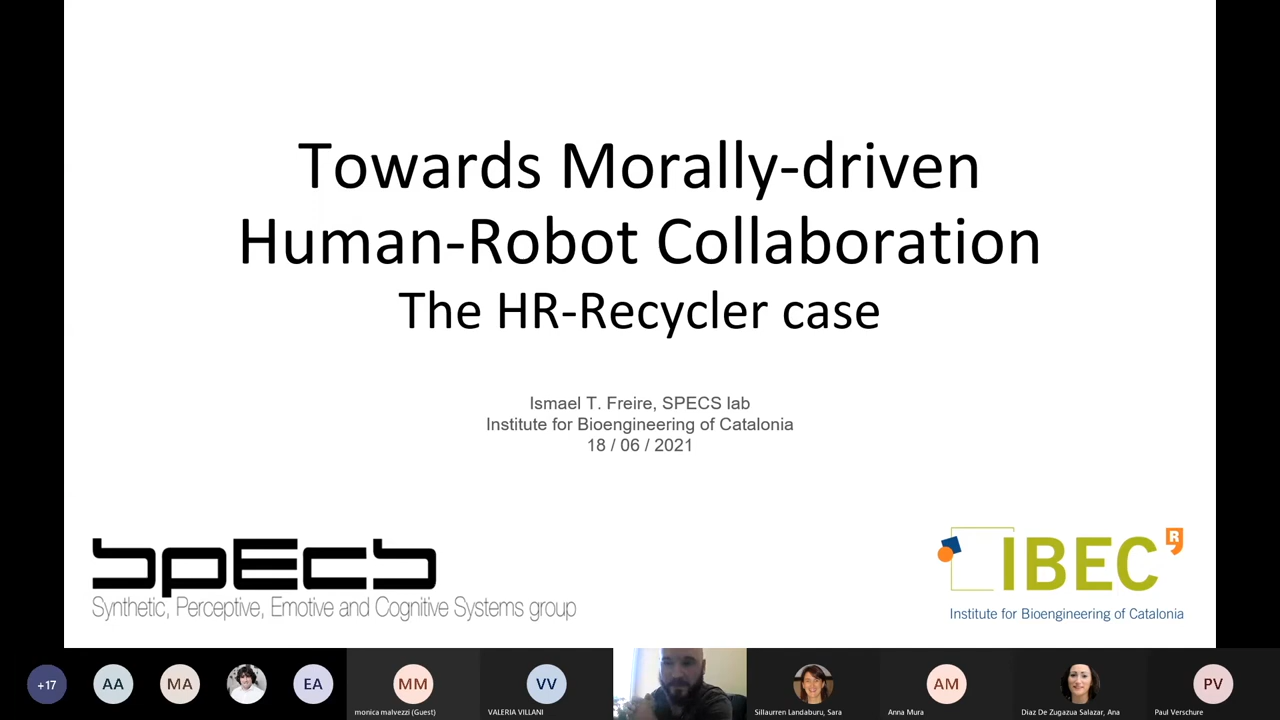 Towards Morally-driven
Human-Robot Collaboration
The HR-Recycler case
Ismael T. Freire, SPECS lab
Institute for Bioengineering of Catalonia
18 / 06 / 2021
specs
Synthetic, Perceptive, Emotive and Cognitive Systems group
IBEC R
Institute for Bioengineering of Catalonia
+17
AA
MA
EA
MM
VV
AM
PV
monica malvezzi (Guest)
VALERIA VILLANI
Sillaurren Landaburu, Sara
Anna Mura
Diaz De Zugazua Salazar, Ana
Paul Verschure